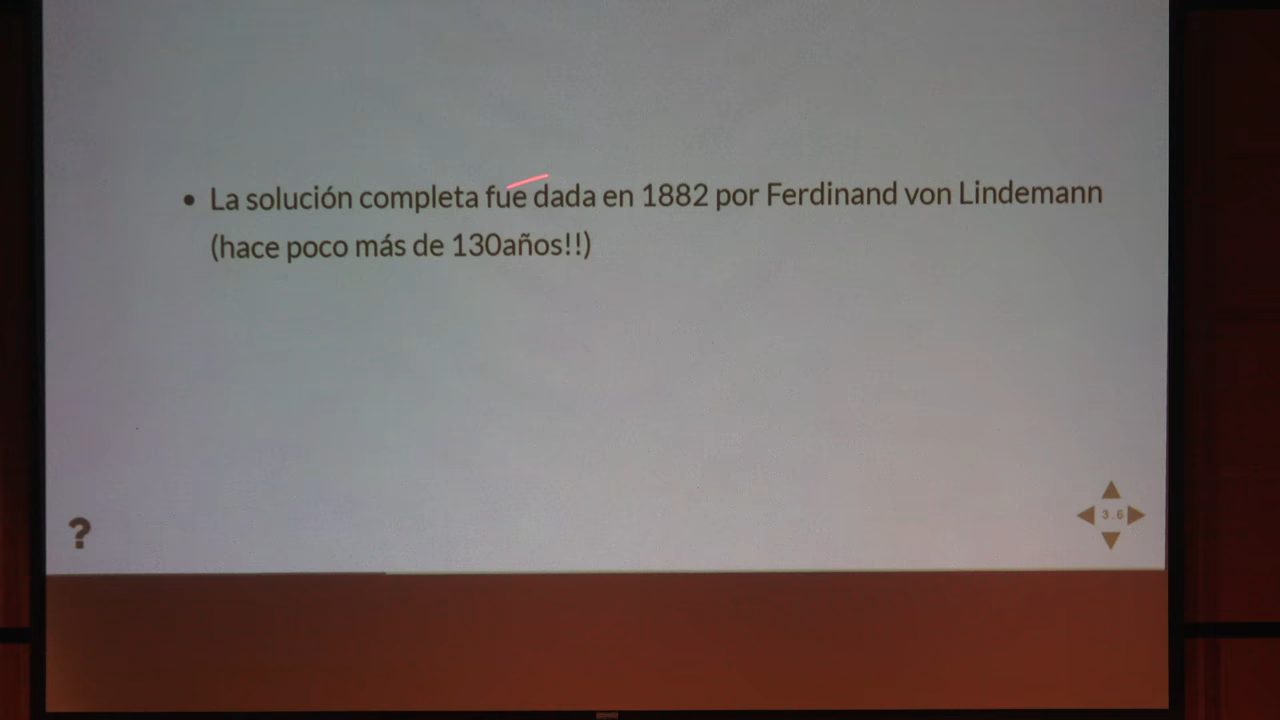 • La solución completa fue dada en 1882 por Ferdinand von Lindemann
(hace poco más de 130años!!)
?
3.6